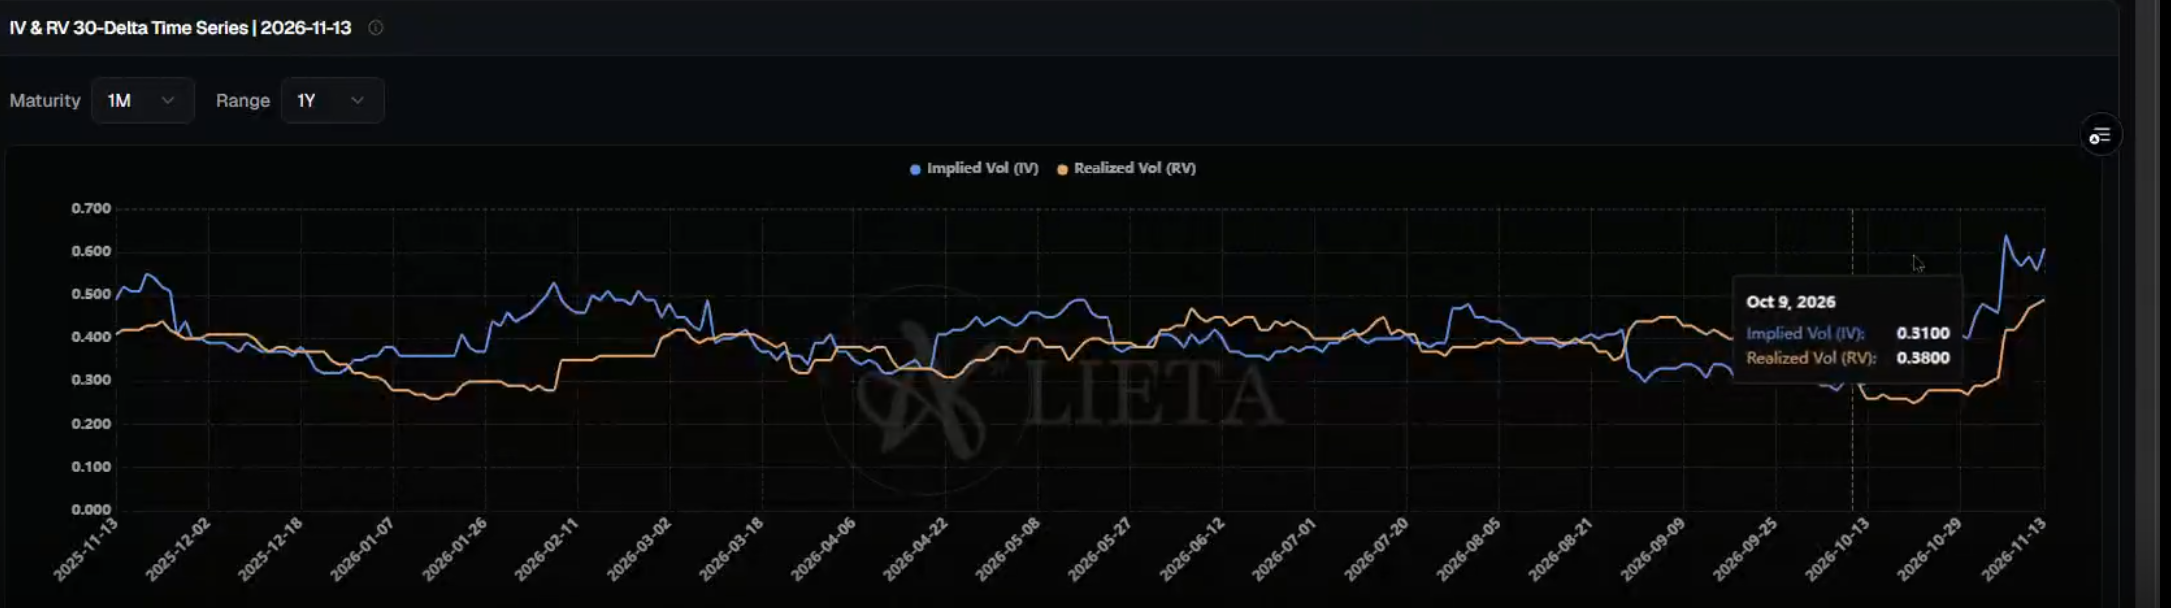 IV & RV 30-Delta Time Series | 2026-11-13
Maturity 1M Range 1Y
Implied Vol (IV) Realized Vol (RV)
0.700
0.600
0.500
0.400
0.300
0.200
0.100
0.000
Oct 9, 2026
Implied Vol (IV): 0.3100
Realized Vol (RV): 0.3800
LIETA
2025-11-13 2025-12-02 2025-12-18 2026-01-07 2026-01-26 2026-02-11 2026-03-02 2026-03-18 2026-04-06 2026-04-22 2026-05-08 2026-05-27 2026-06-12 2026-07-01 2026-07-20 2026-08-05 2026-08-21 2026-09-09 2026-09-25 2026-10-13 2026-10-29 2026-11-13